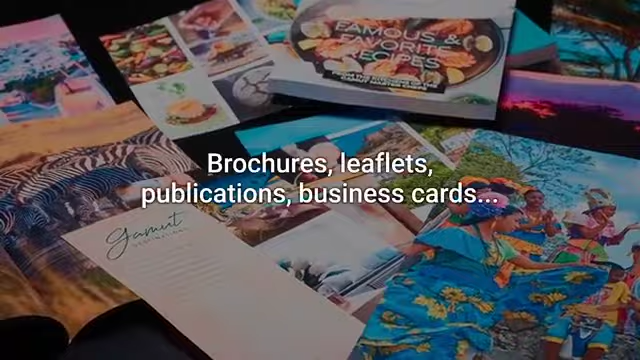 FAMOUS &
FAVORITE
RECIPES
Brochures, leaflets,
publications, business cards...
Gamut